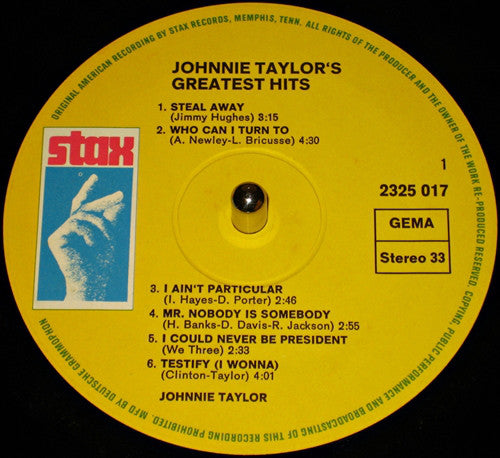 ORIGINAL AMERICAN RECORDING BY STAX RECORDS, MEMPHIS, TENN. ALL RIGHTS OF THE PRODUCER AND THE OWNER OF THE WORK RE-PRODUCED RESERVED. COPYING, PUBLIC PERFORMANCE AND BROADCASTING OF THIS RECORDING PROHIBITED. MFD BY DEUTSCHE GRAMMOPHON
JOHNNIE TAYLOR'S
GREATEST HITS
1. STEAL AWAY
(Jimmy Hughes) 3:15
2. WHO CAN I TURN TO
(A. Newley-L. Bricusse) 4:30
stax
1
2325 017
GEMA
Stereo 33
3. I AIN'T PARTICULAR
(I. Hayes-D. Porter) 2:46
4. MR. NOBODY IS SOMEBODY
(H. Banks-D. Davis-R. Jackson) 2:55
5. I COULD NEVER BE PRESIDENT
(We Three) 2:33
6. TESTIFY (I WONNA)
(Clinton-Taylor) 4:01
JOHNNIE TAYLOR